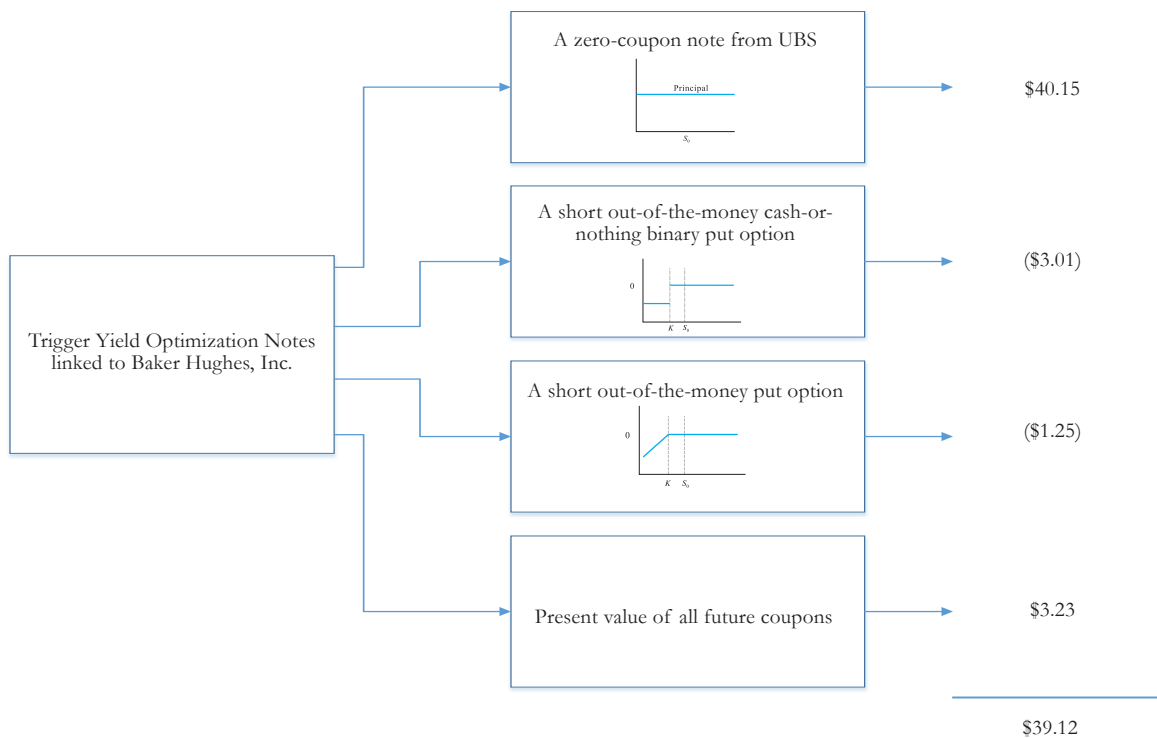 A zero-coupon note from UBS
Principal
S0
$40.15
A short out-of-the-money cash-or-
nothing binary put option
0
K S0
($3.01)
Trigger Yield Optimization Notes
linked to Baker Hughes, Inc.
A short out-of-the-money put option
0
K S0
($1.25)
Present value of all future coupons
$3.23
$39.12